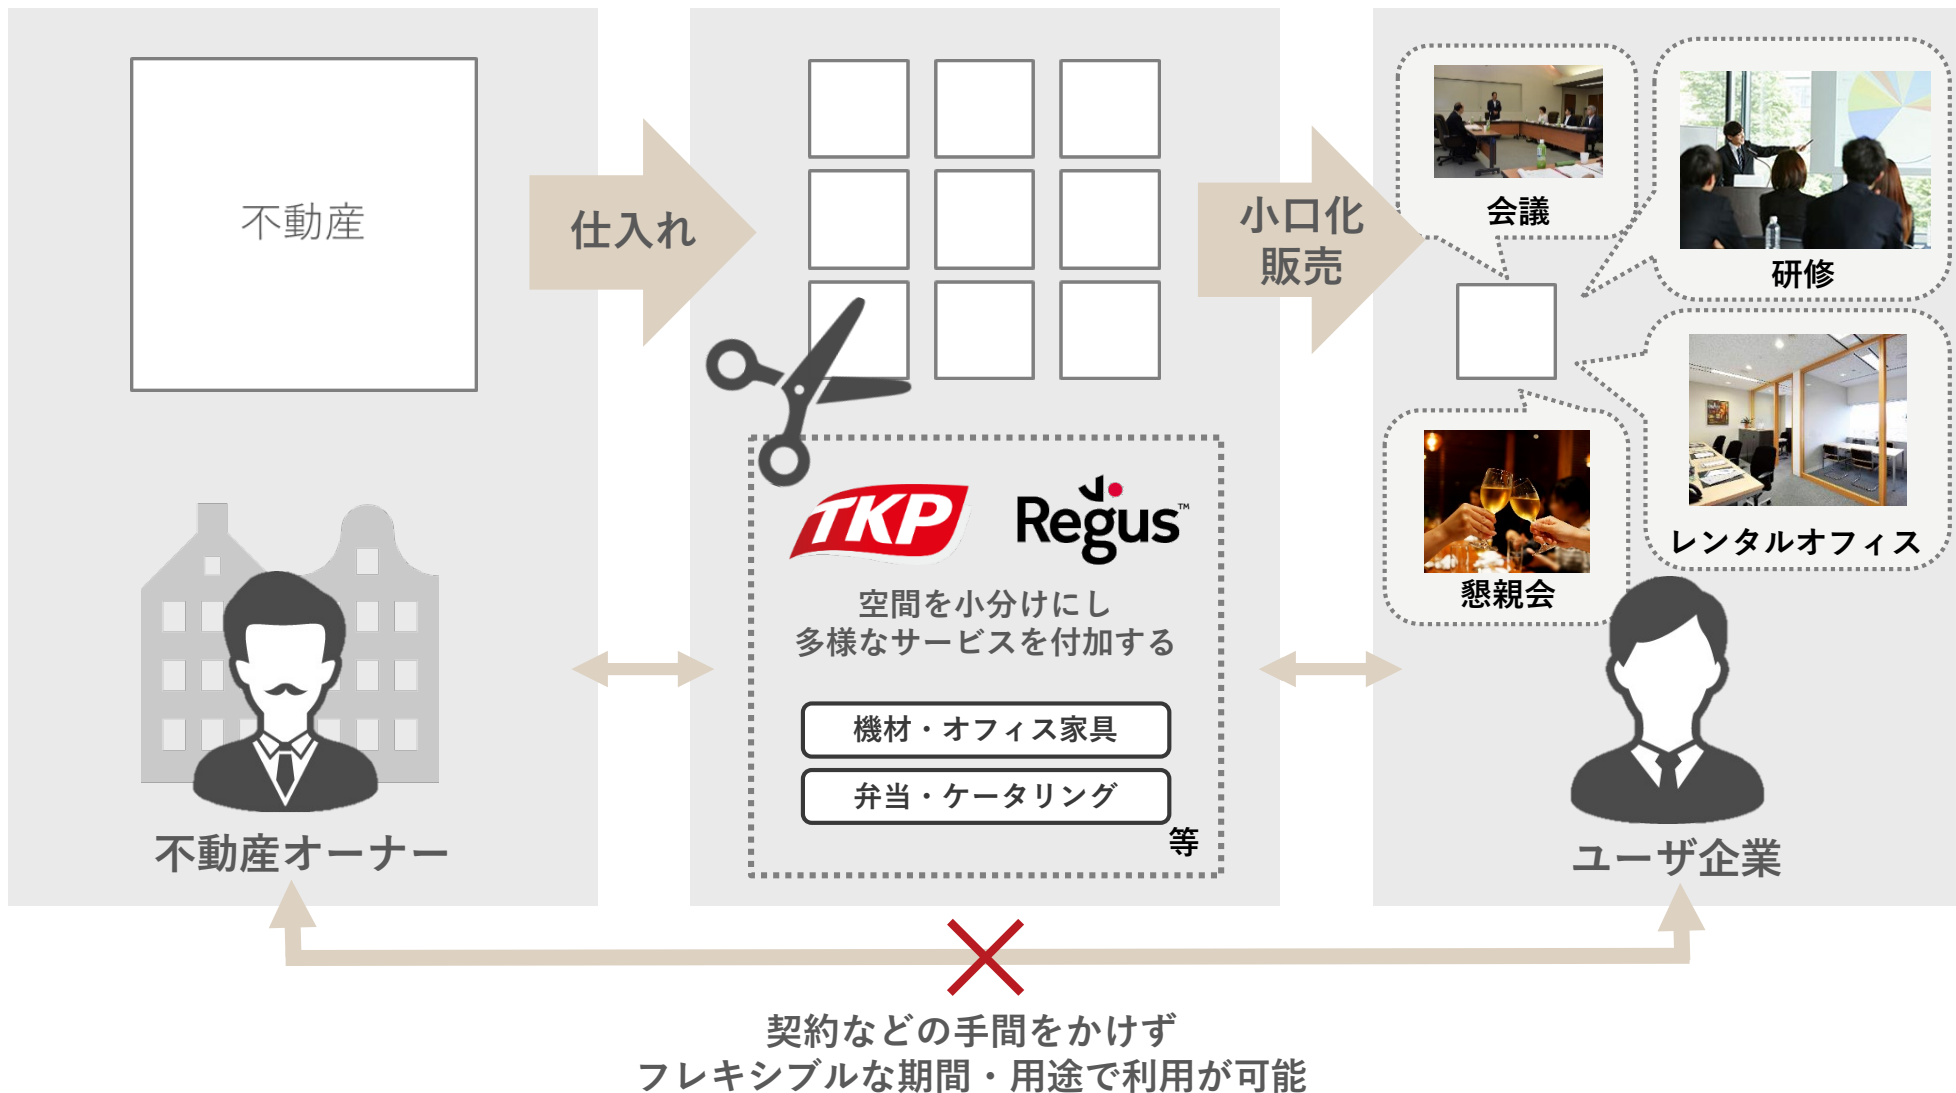 不動産
仕入れ
小口化
販売
会議
研修
レンタルオフィス
懇親会
TKP
Regus™
空間を小分けにし
多様なサービスを付加する
機材・オフィス家具
弁当・ケータリング
等
不動産オーナー
ユーザ企業
契約などの手間をかけず
フレキシブルな期間・用途で利用が可能